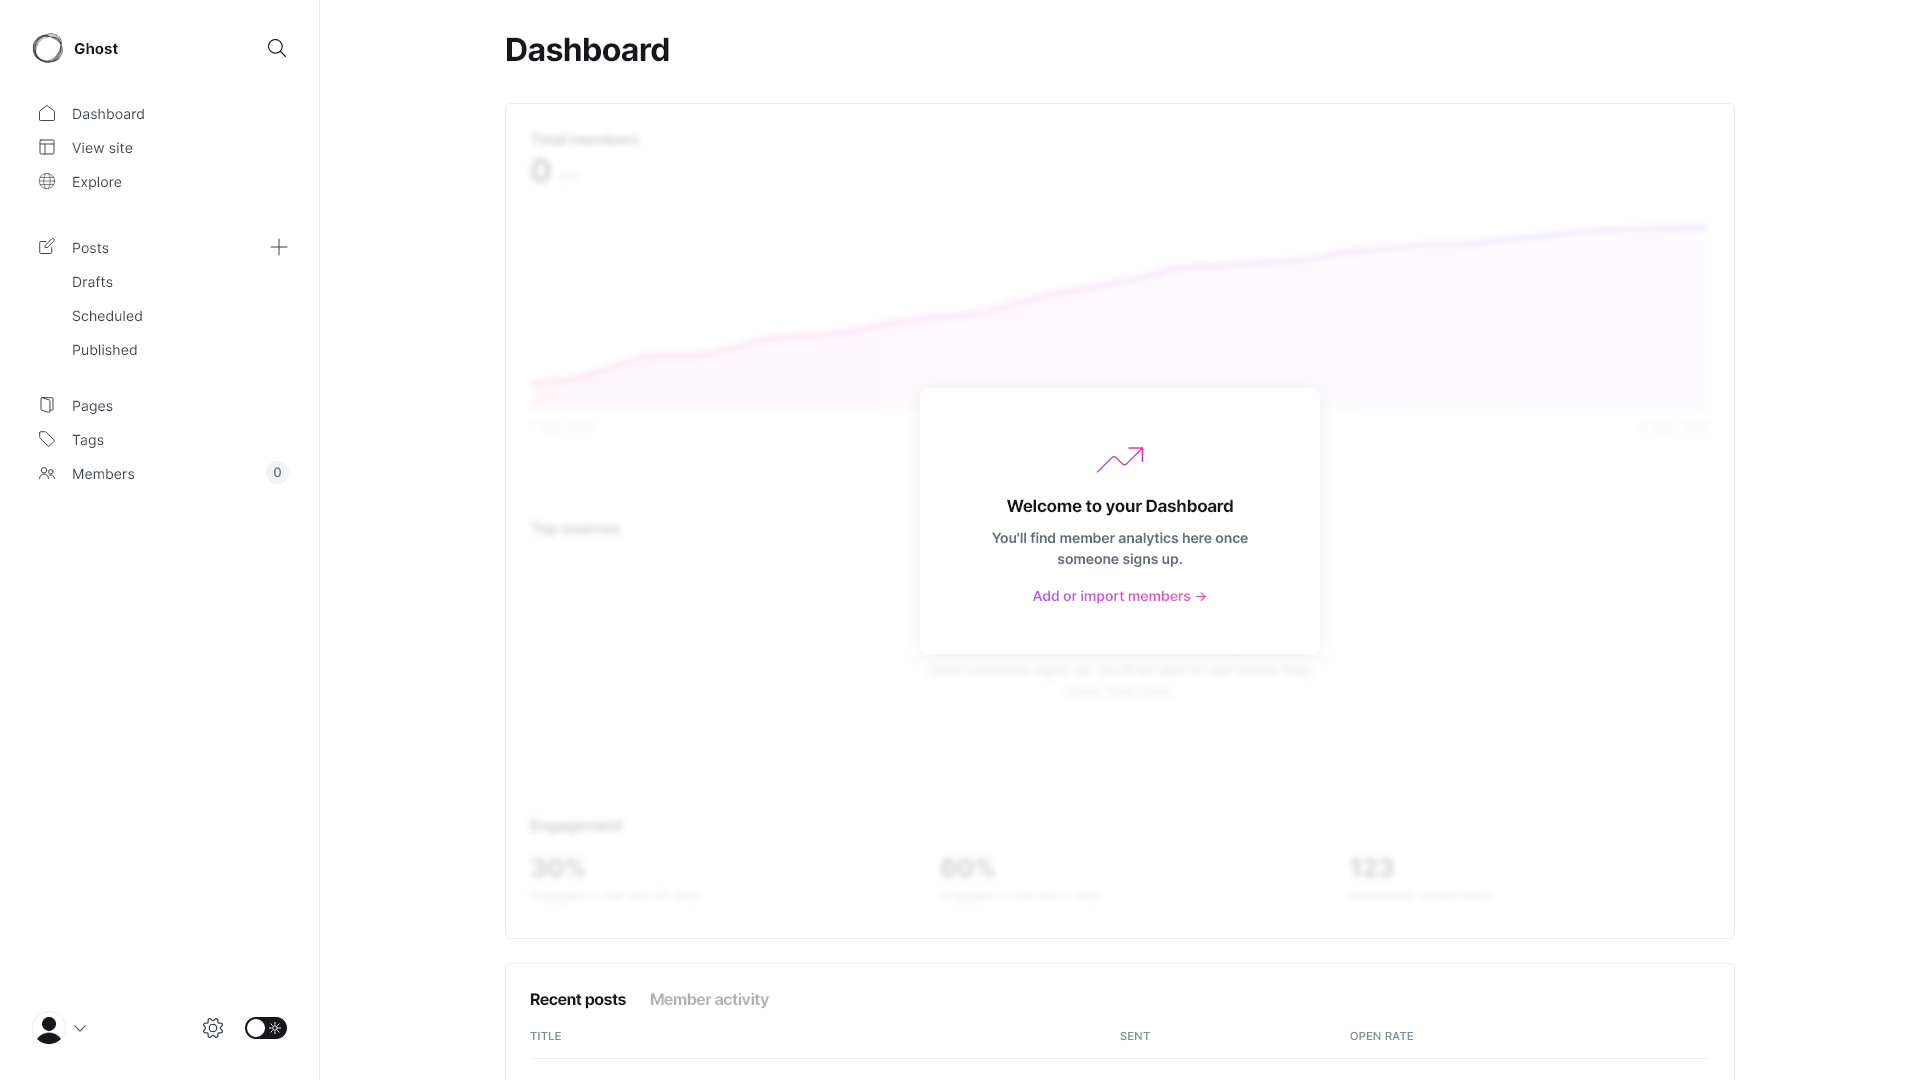 Ghost
Dashboard
View site
Explore
Posts
Drafts
Scheduled
Published
Pages
Tags
Members
0
Dashboard
Total members
0
Welcome to your Dashboard
You'll find member analytics here once
someone signs up.
Add or import members →
Top sources
Engagement
30%
60%
123
Recent posts
Member activity
TITLE
SENT
OPEN RATE